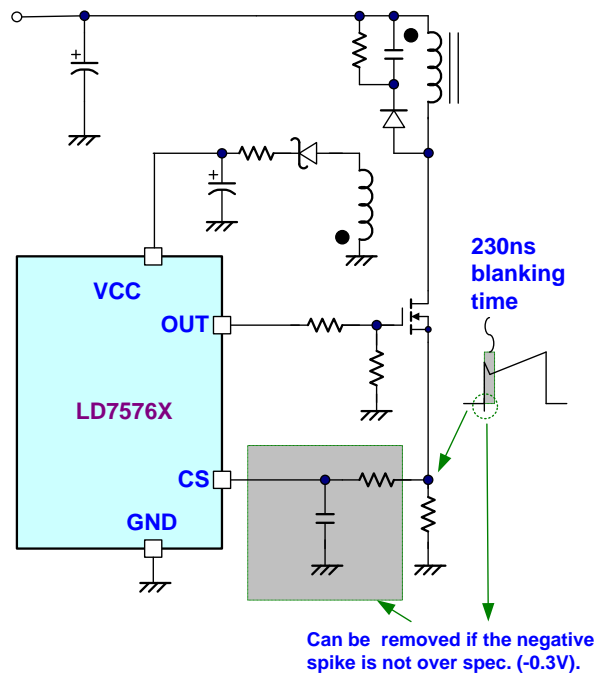 +
+
230ns
blanking
time
VCC
OUT
LD7576X
CS
GND
Can be removed if the negative
spike is not over spec. (-0.3V).